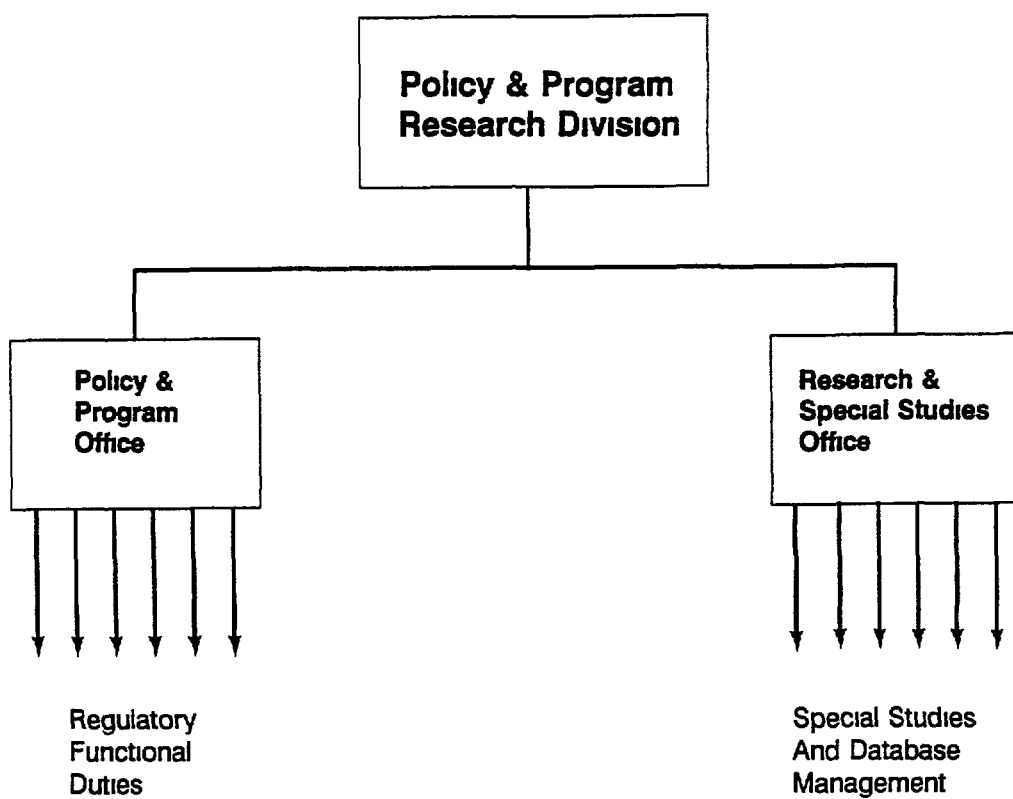 Policy & Program
Research Division
Policy &
Program
Office
Research &
Special Studies
Office
Regulatory
Functional
Duties
Special Studies
And Database
Management